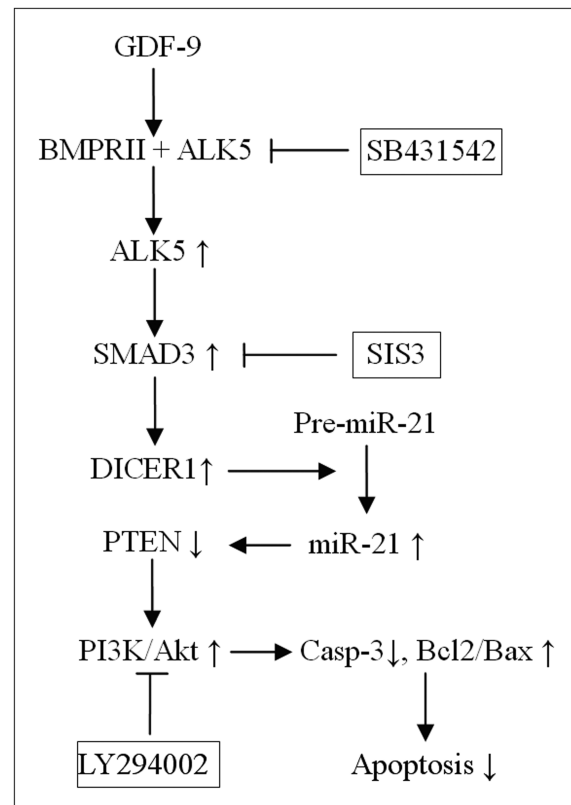 GDF-9
BMPRII + ALK5
SB431542
ALK5 ↑
SMAD3 ↑
SIS3
Pre-miR-21
DICER1↑
PTEN ↓
miR-21 ↑
PI3K/Akt ↑
Casp-3↓, Bcl2/Bax ↑
LY294002
Apoptosis ↓